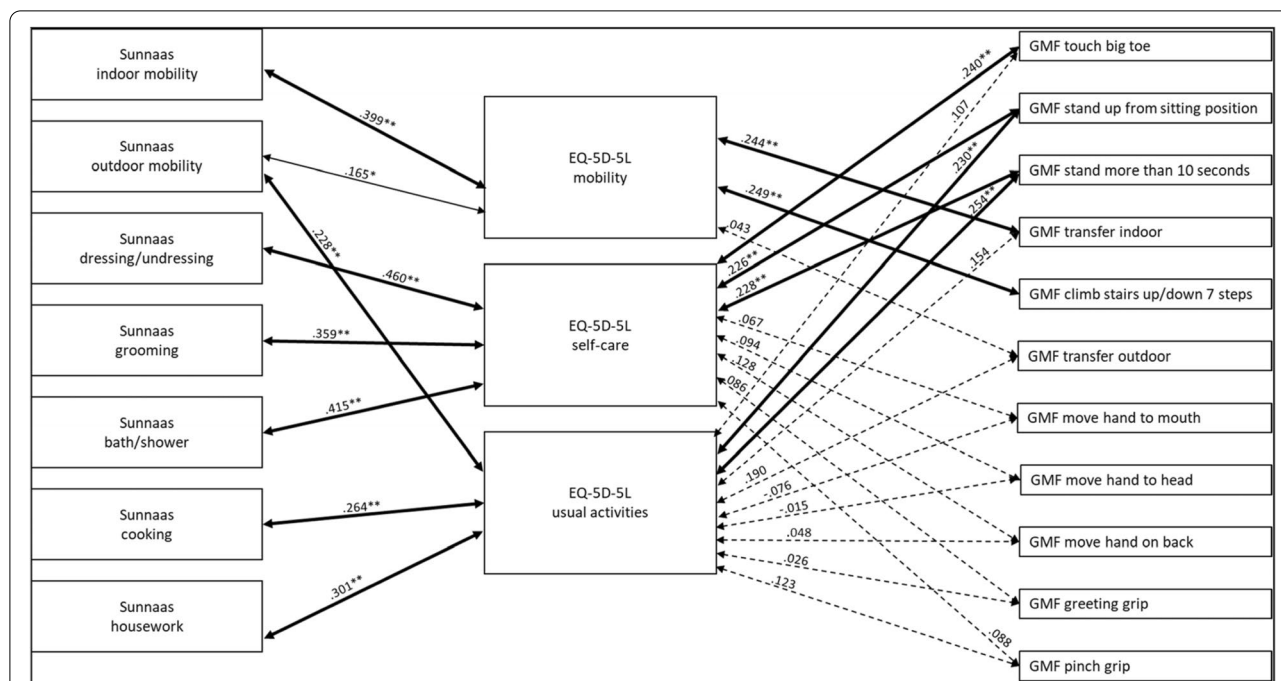 Sunnaas
indoor mobility
Sunnaas
outdoor mobility
Sunnaas
dressing/undressing
Sunnaas
grooming
Sunnaas
bath/shower
Sunnaas
cooking
Sunnaas
housework
.399**
.165*
.228**
.460**
.359**
.415**
.264**
.301**
EQ-5D-5L
mobility
EQ-5D-5L
self-care
EQ-5D-5L
usual activities
.240**
.107
.230**
.244**
.254**
.249**
.043
.154
.226**
.228**
.067
.094
.128
.086
.190
-.076
-.015
.048
.026
.123
.088
GMF touch big toe
GMF stand up from sitting position
GMF stand more than 10 seconds
GMF transfer indoor
GMF climb stairs up/down 7 steps
GMF transfer outdoor
GMF move hand to mouth
GMF move hand to head
GMF move hand on back
GMF greeting grip
GMF pinch grip